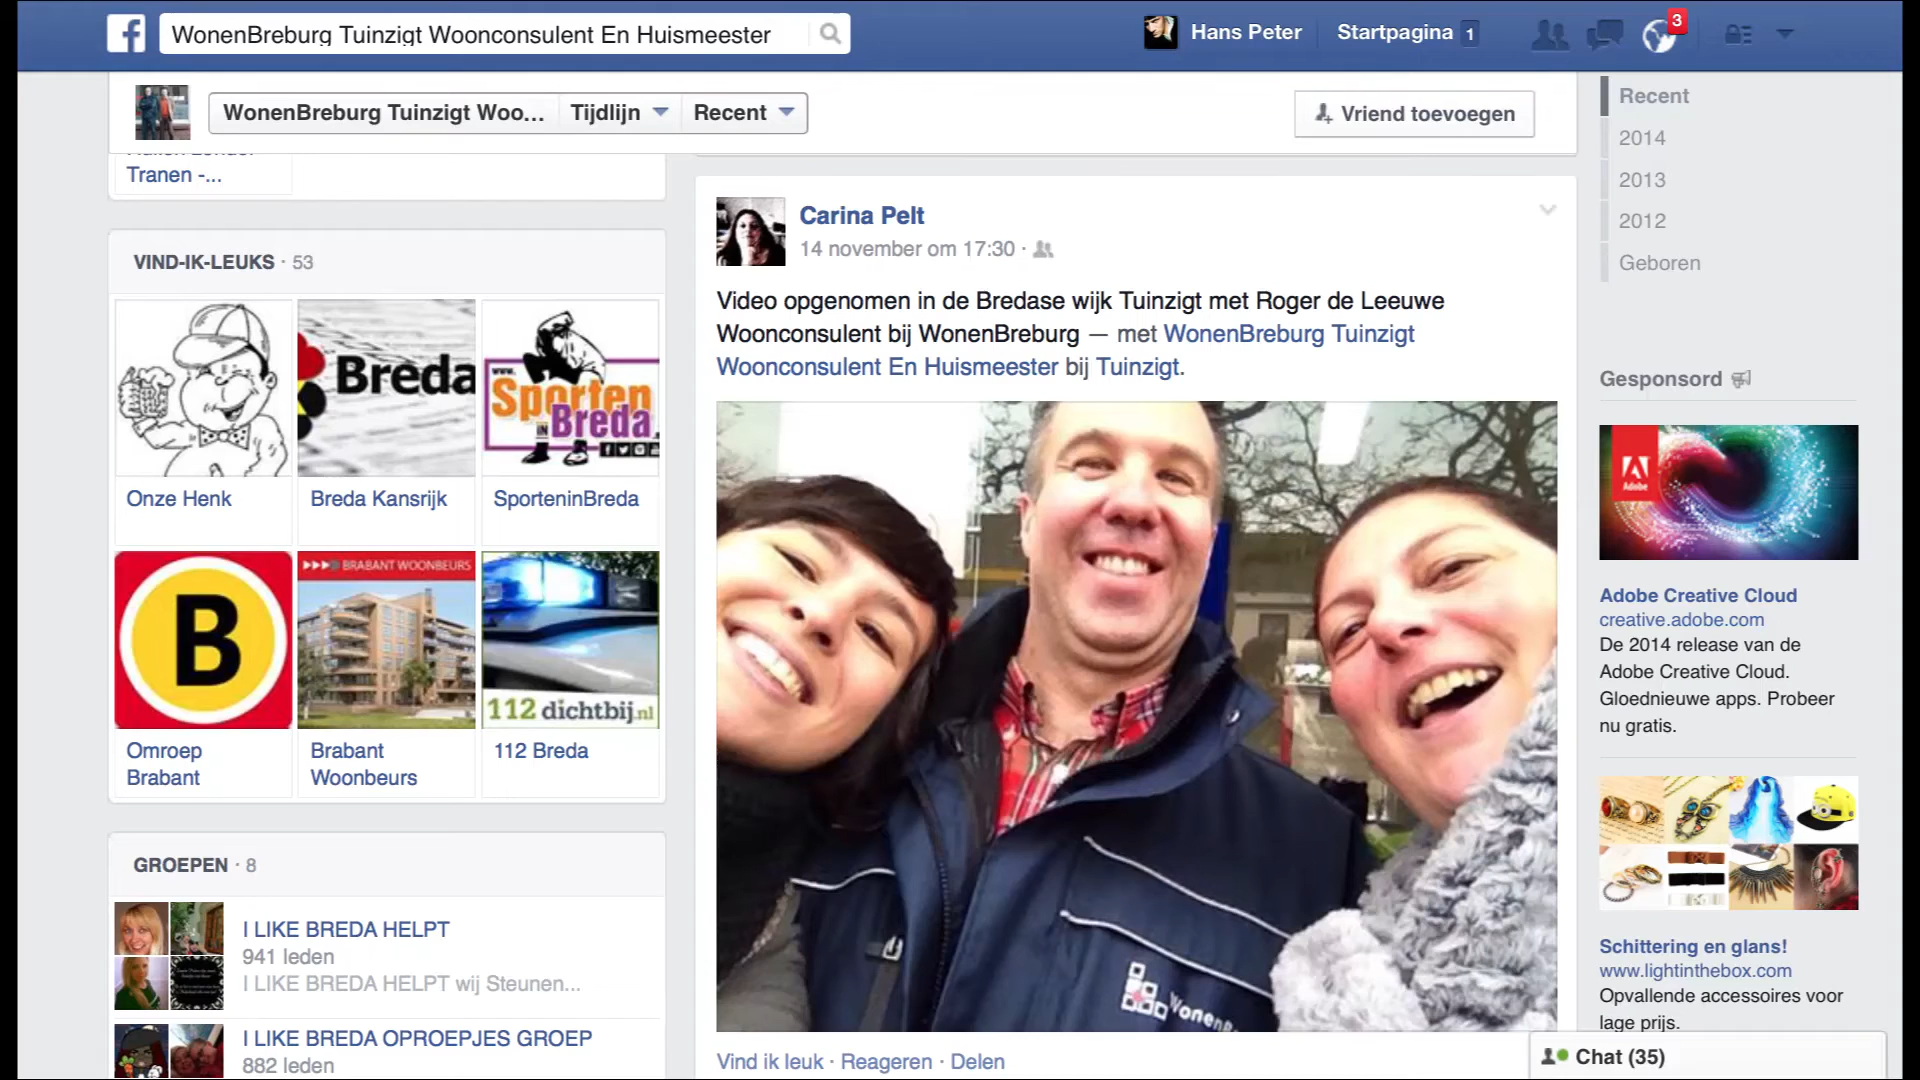 WonenBreburg Tuinzigt Woonconsulent En Huismeester
Hans Peter
Startpagina 1
3
WonenBreburg Tuinzigt Woo...
Tijdlijn
Recent
Vriend toevoegen
Tranen -...
VIND-IK-LEUKS · 53
Breda
www.
Sporten
IN Breda
Onze Henk
Breda Kansrijk
SporteninBreda
B
BRABANT WOONBEURS
112 dichtbij.nl
Omroep
Brabant
Brabant
Woonbeurs
112 Breda
GROEPEN · 8
I LIKE BREDA HELPT
941 leden
I LIKE BREDA HELPT wij Steunen...
I LIKE BREDA OPROEPJES GROEP
882 leden
Carina Pelt
14 november om 17:30 ·
Video opgenomen in de Bredase wijk Tuinzigt met Roger de Leeuwe
Woonconsulent bij WonenBreburg — met WonenBreburg Tuinzigt
Woonconsulent En Huismeester bij Tuinzigt.
WonenB
Vind ik leuk · Reageren · Delen
Recent
2014
2013
2012
Geboren
Gesponsord
Adobe
Adobe Creative Cloud
creative.adobe.com
De 2014 release van de
Adobe Creative Cloud.
Gloednieuwe apps. Probeer
nu gratis.
Schittering en glans!
www.lightinthebox.com
Opvallende accessoires voor
lage prijs.
Chat (35)